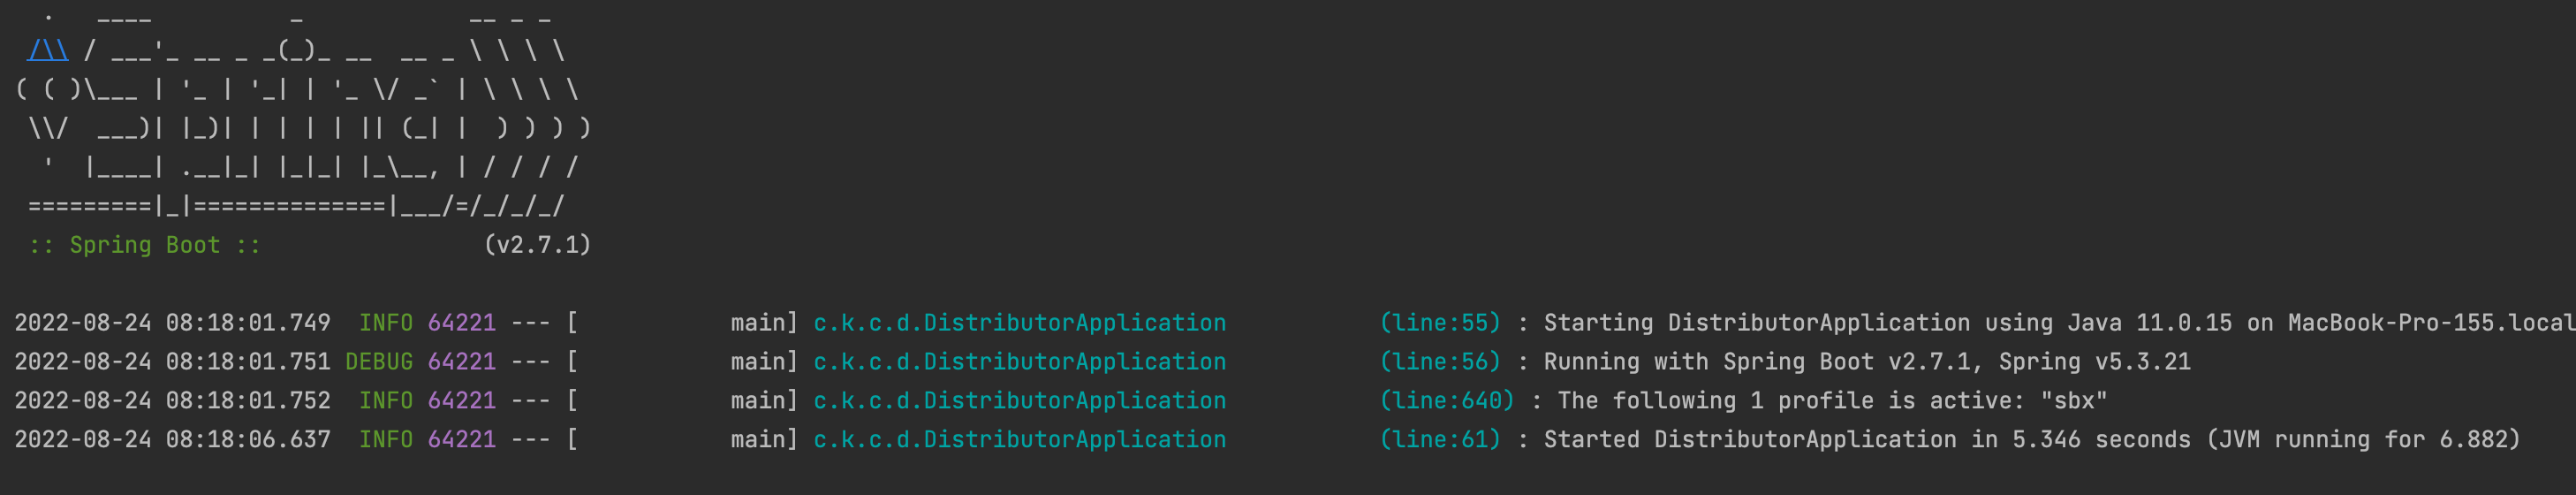 .   ____          _            __ _ _
 /\\ / ___'_ __ _ _(_)_ __  __ _ \ \ \ \
( ( )\___ | '_ | '_| | '_ \/ _` | \ \ \ \
 \\/  ___)| |_)| | | | | || (_| |  ) ) ) )
  '  |____| .__|_| |_|_| |_\__, | / / / /
 =========|_|==============|___/=/_/_/_/
 :: Spring Boot ::                (v2.7.1)
2022-08-24 08:18:01.749  INFO 64221 --- [           main] c.k.c.d.DistributorApplication           (line:55) : Starting DistributorApplication using Java 11.0.15 on MacBook-Pro-155.local
2022-08-24 08:18:01.751 DEBUG 64221 --- [           main] c.k.c.d.DistributorApplication           (line:56) : Running with Spring Boot v2.7.1, Spring v5.3.21
2022-08-24 08:18:01.752  INFO 64221 --- [           main] c.k.c.d.DistributorApplication           (line:640) : The following 1 profile is active: "sbx"
2022-08-24 08:18:06.637  INFO 64221 --- [           main] c.k.c.d.DistributorApplication           (line:61) : Started DistributorApplication in 5.346 seconds (JVM running for 6.882)